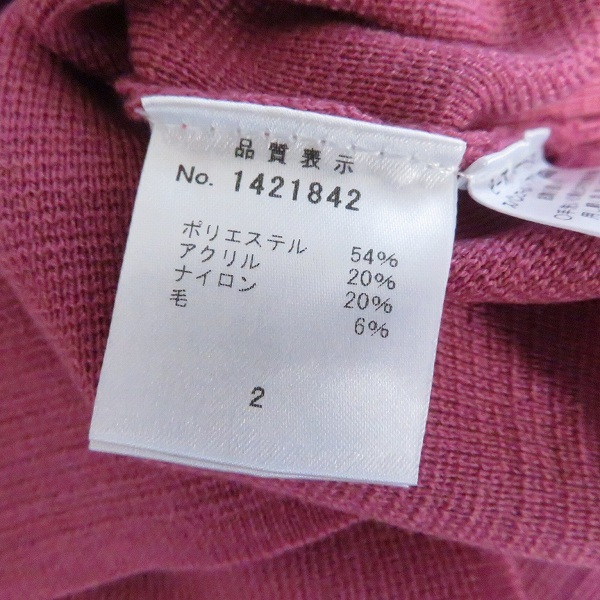 品質表示
No. 1421842
ポリエステル 54%
アクリル 20%
ナイロン 20%
毛 6%
2